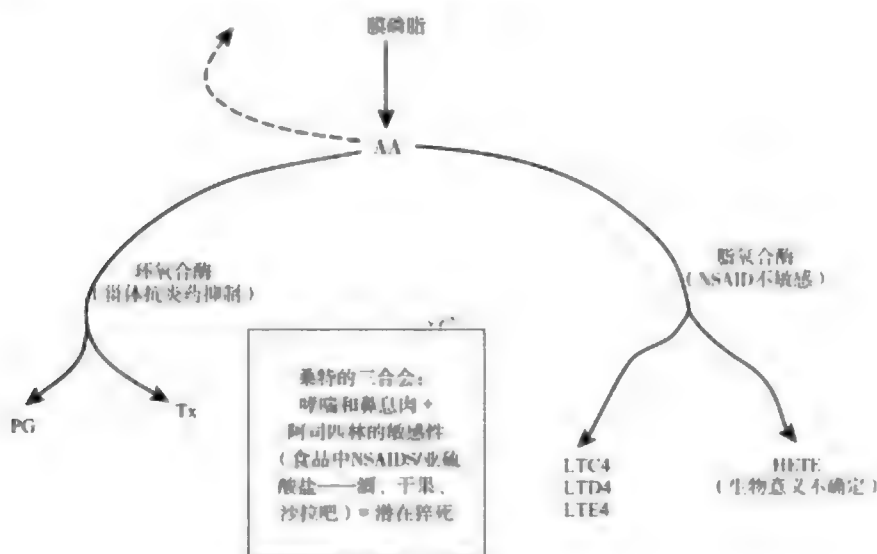 膜磷脂
AA
环氧合酶
(甾体抗炎药抑制)
脂氧合酶
(NSAID不敏感)
PG
Tx
桑特的三合会:
哮喘和鼻息肉+
阿司匹林的敏感性
(食品中NSAIDS/亚硫
酸盐——酒、干果、
沙拉吧)=潜在猝死
LTC4
LTD4
LTE4
HETE
(生物意义不确定)